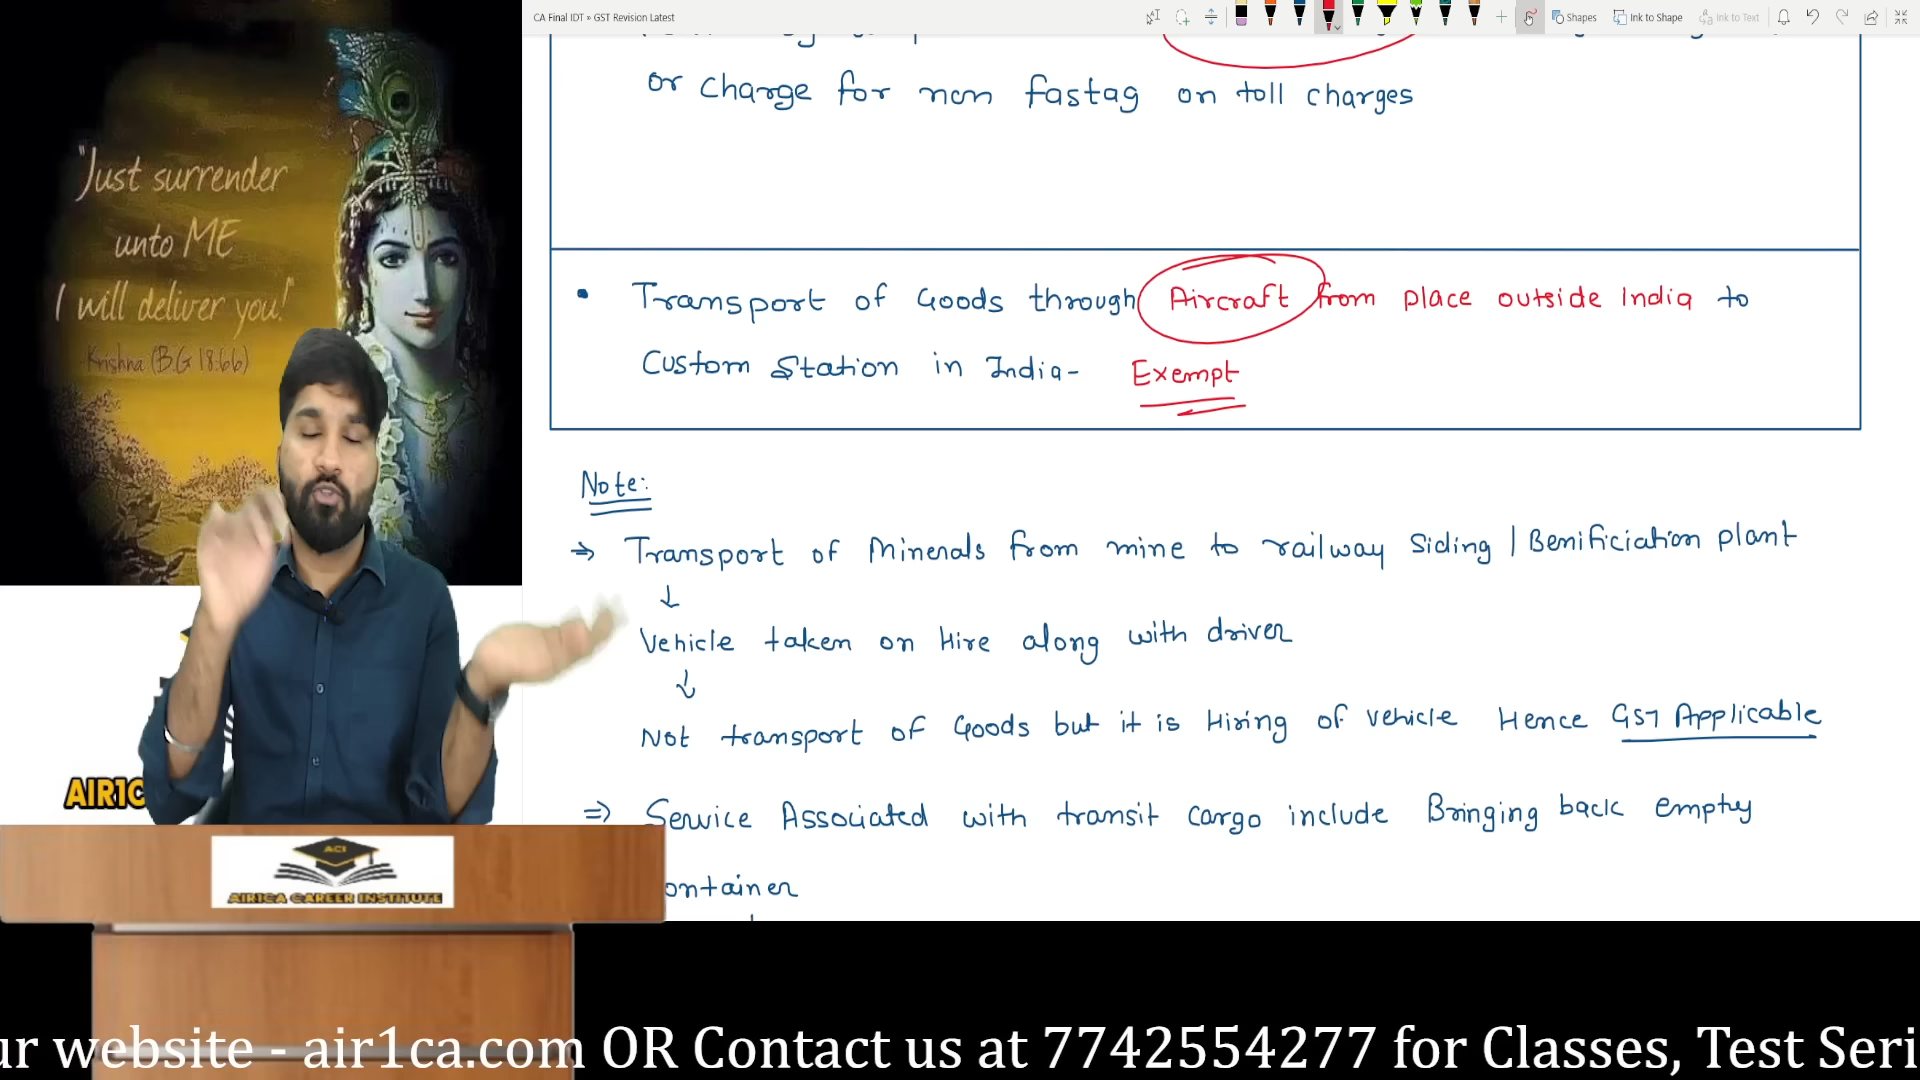 CA Final IDT » GST Revision Latest
Shapes
Ink to Shape
Ink to Text
or charge for non fastag on toll charges
"Just surrender
unto ME
I will deliver you!"
- Krishna (B.G 18:66)
• Transport of Goods through Aircraft from place outside India to
Custom Station in India- Exempt
Note:
⇒ Transport of Minerals from mine to railway siding | Benificiation plant
↓
Vehicle taken on Hire along with driver
↓
Not transport of Goods but it is Hiring of vehicle Hence GST Applicable
⇒ Service Associated with transit cargo include Bringing back empty
ontainer
AIR1C
ACI
AIR1CA CAREER INSTITUTE
ur website - air1ca.com OR Contact us at 7742554277 for Classes, Test Seri